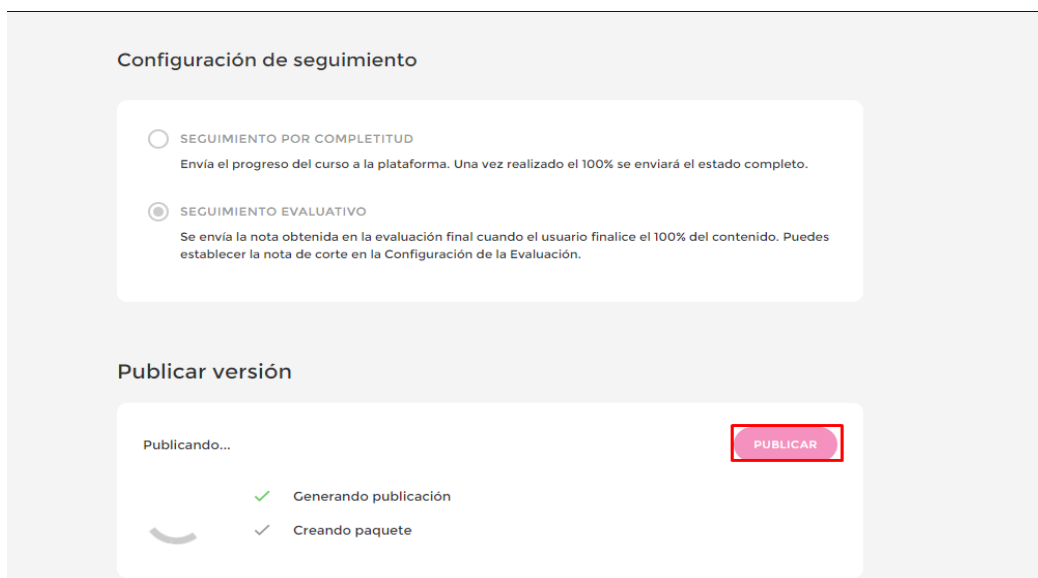 Configuración de seguimiento
SEGUIMIENTO POR COMPLETITUD
Envía el progreso del curso a la plataforma. Una vez realizado el 100% se enviará el estado completo.
SEGUIMIENTO EVALUATIVO
Se envía la nota obtenida en la evaluación final cuando el usuario finalice el 100% del contenido. Puedes
establecer la nota de corte en la Configuración de la Evaluación.
Publicar versión
Publicando...
PUBLICAR
Generando publicación
Creando paquete